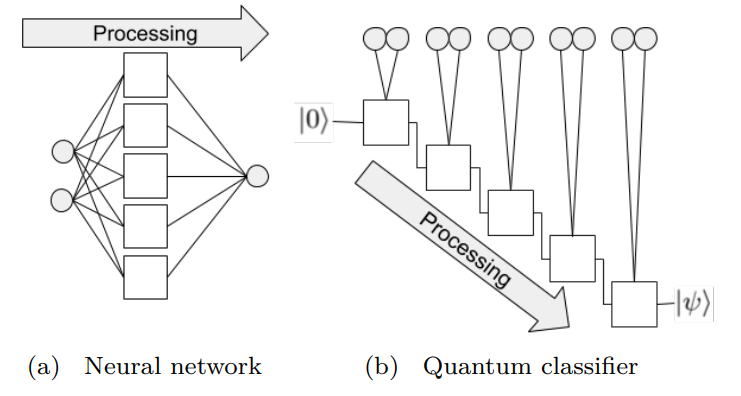 Processing
|0⟩
Processing
|ψ⟩
(a) Neural network
(b) Quantum classifier